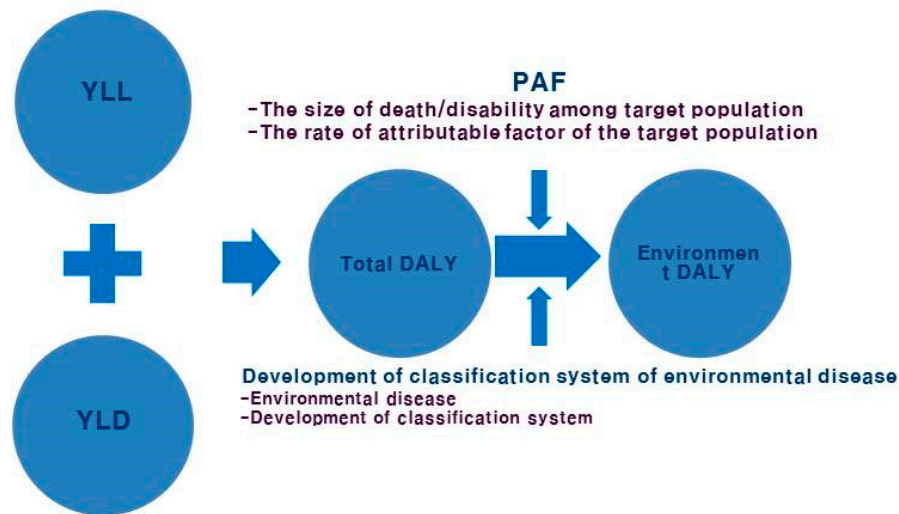 YLL
PAF
-The size of death/disability among target population
-The rate of attributable factor of the target population
Total DALY
Environmen
t DALY
Development of classification system of environmental disease
-Environmental disease
-Development of classification system
YLD